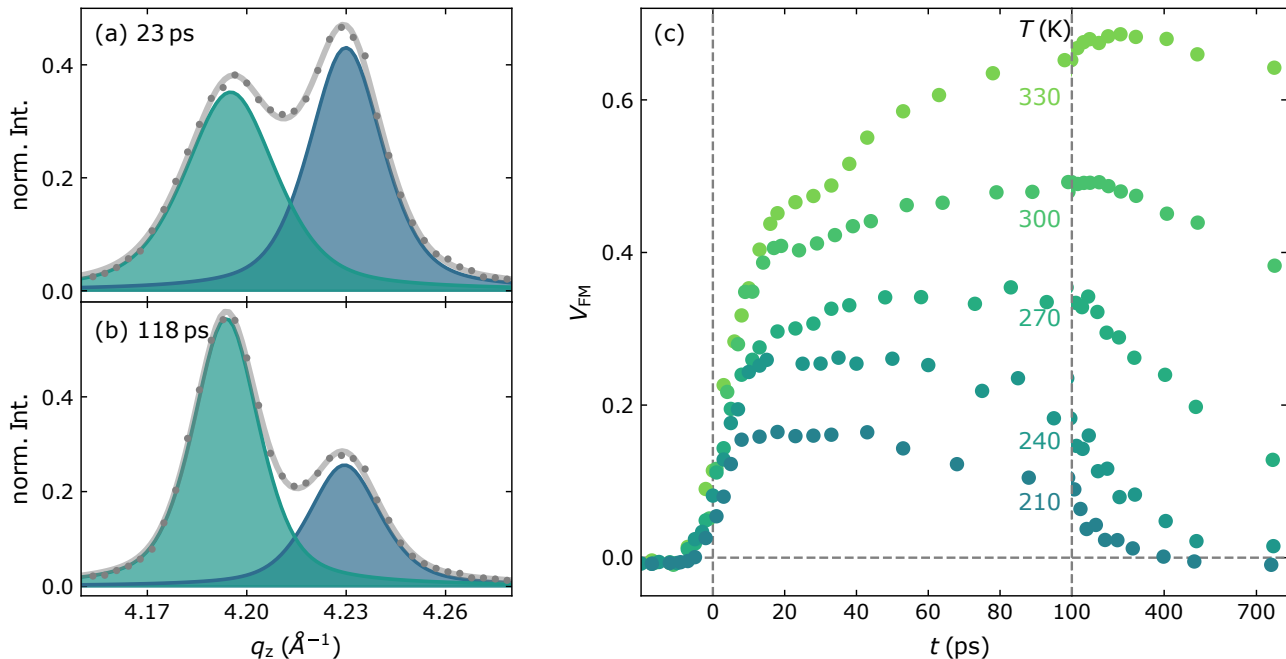 (a) 23 ps
norm. Int.
0.4
0.2
0.0
(b) 118 ps
norm. Int.
0.4
0.2
0.0
4.17 4.20 4.23 4.26
q_z (Å⁻¹)
(c)
T (K)
V_FM
0.6
0.4
0.2
0.0
330
300
270
240
210
0 20 40 60 80 100 400 700
t (ps)